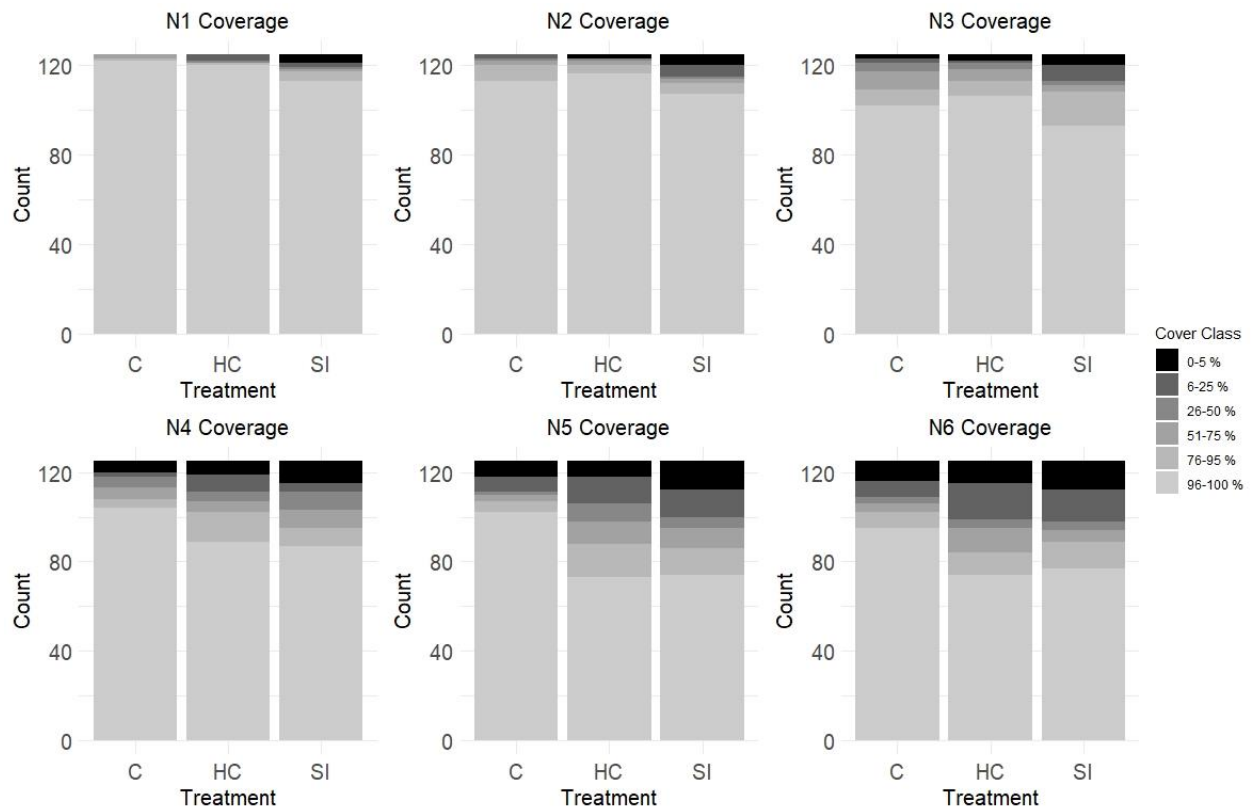 N1 Coverage
120
80
40
0
Count
C HC SI
Treatment
N2 Coverage
120
80
40
0
Count
C HC SI
Treatment
N3 Coverage
120
80
40
0
Count
C HC SI
Treatment
Cover Class
0-5 %
6-25 %
26-50 %
51-75 %
76-95 %
96-100 %
N4 Coverage
120
80
40
0
Count
C HC SI
Treatment
N5 Coverage
120
80
40
0
Count
C HC SI
Treatment
N6 Coverage
120
80
40
0
Count
C HC SI
Treatment